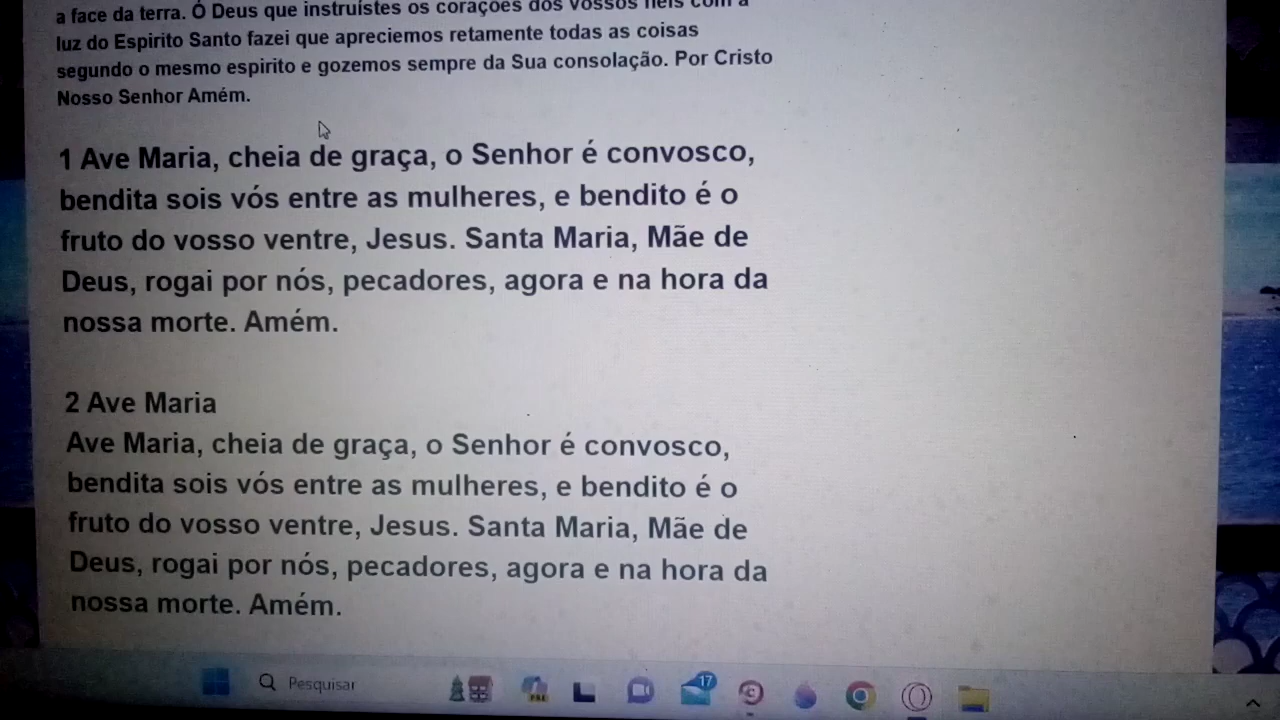 a face da terra. Ó Deus que instruístes os corações dos vossos fiéis com a
luz do Espirito Santo fazei que apreciemos retamente todas as coisas
segundo o mesmo espirito e gozemos sempre da Sua consolação. Por Cristo
Nosso Senhor Amém.
1 Ave Maria, cheia de graça, o Senhor é convosco,
bendita sois vós entre as mulheres, e bendito é o
fruto do vosso ventre, Jesus. Santa Maria, Mãe de
Deus, rogai por nós, pecadores, agora e na hora da
nossa morte. Amém.
2 Ave Maria
Ave Maria, cheia de graça, o Senhor é convosco,
bendita sois vós entre as mulheres, e bendito é o
fruto do vosso ventre, Jesus. Santa Maria, Mãe de
Deus, rogai por nós, pecadores, agora e na hora da
nossa morte. Amém.
Pesquisar
PRE
17